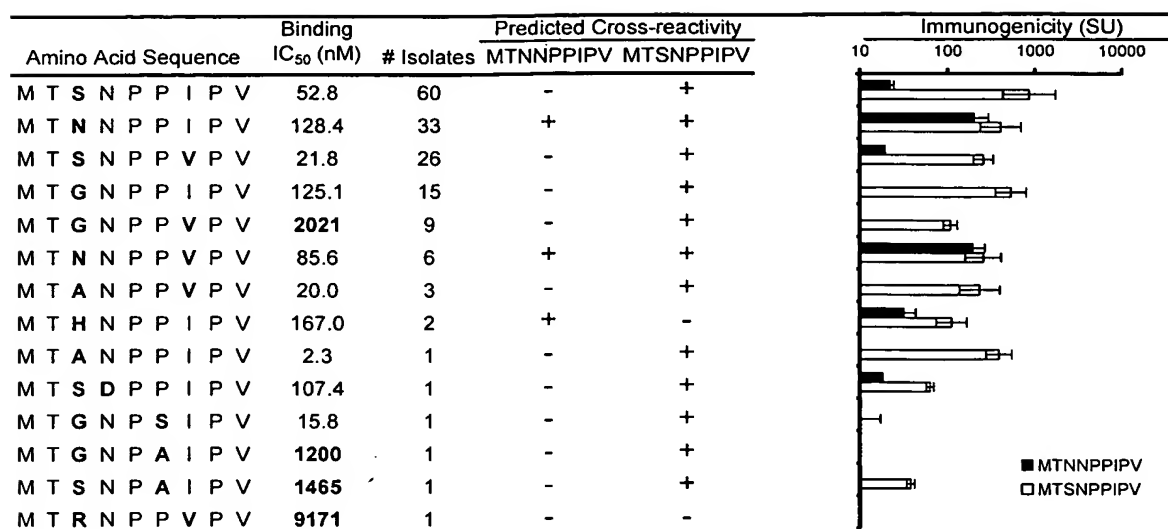 Binding Predicted Cross-reactivity Immunogenicity (SU)
Amino Acid Sequence IC50 (nM) # Isolates MTNNPPIPV MTSNPPIPV 10 100 1000 10000
M T S N P P I P V 52.8 60 - +
M T N N P P I P V 128.4 33 + +
M T S N P P V P V 21.8 26 - +
M T G N P P I P V 125.1 15 - +
M T G N P P V P V 2021 9 - +
M T N N P P V P V 85.6 6 + +
M T A N P P V P V 20.0 3 - +
M T H N P P I P V 167.0 2 + -
M T A N P P I P V 2.3 1 - +
M T S D P P I P V 107.4 1 - +
M T G N P S I P V 15.8 1 - +
M T G N P A I P V 1200 1 - +
M T S N P A I P V 1465 1 - +
M T R N P P V P V 9171 1 - -
MTNNPPIPV
MTSNPPIPV